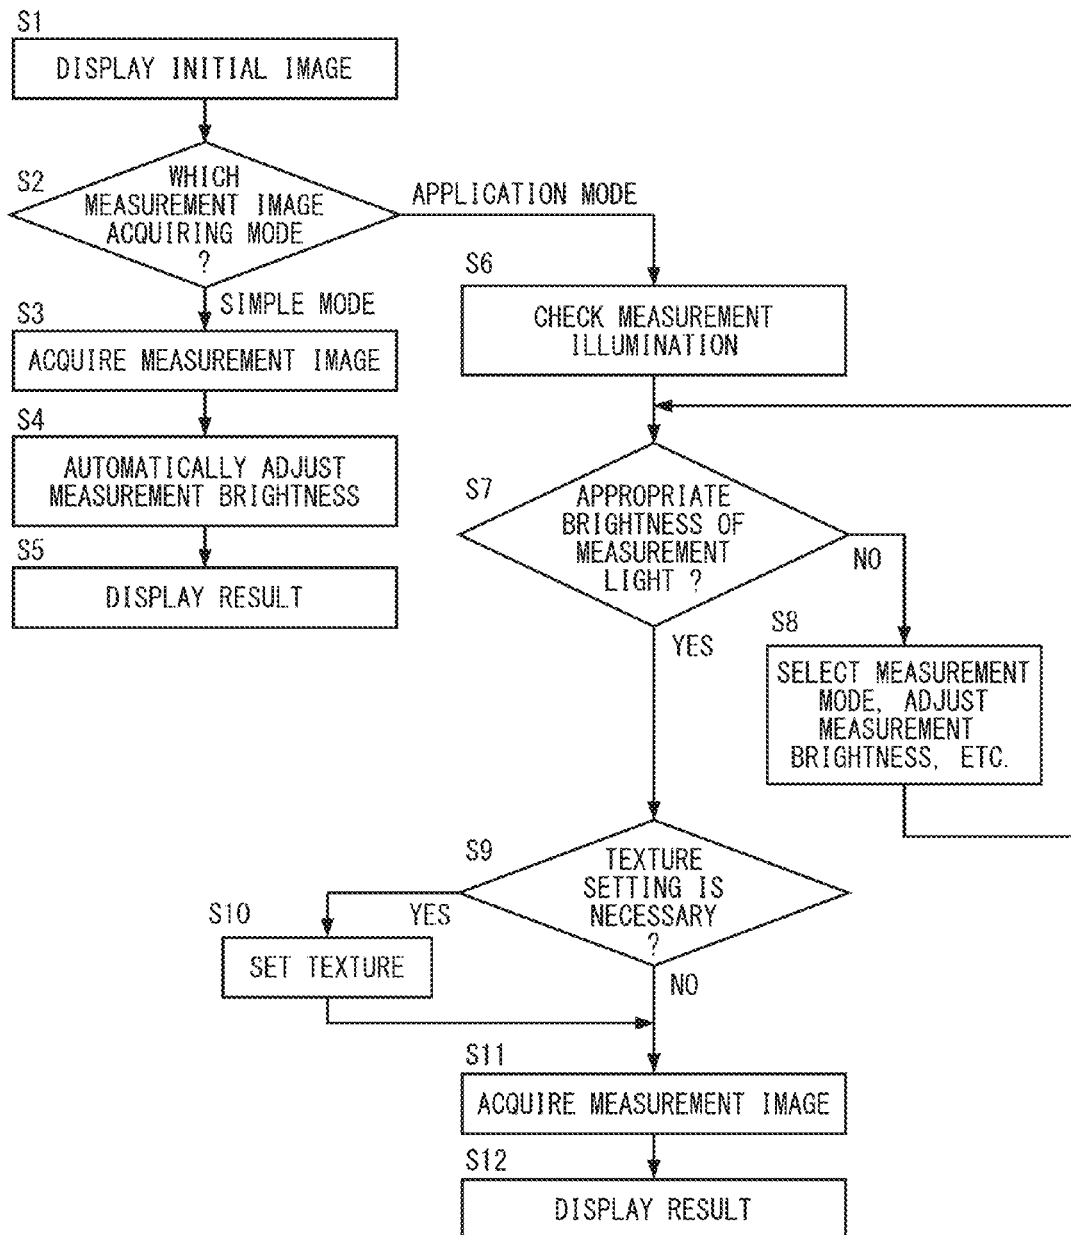 S1
DISPLAY INITIAL IMAGE
S2
WHICH
MEASUREMENT IMAGE
ACQUIRING MODE
?
APPLICATION MODE
SIMPLE MODE
S3
ACQUIRE MEASUREMENT IMAGE
S4
AUTOMATICALLY ADJUST
MEASUREMENT BRIGHTNESS
S5
DISPLAY RESULT
S6
CHECK MEASUREMENT
ILLUMINATION
S7
APPROPRIATE
BRIGHTNESS OF
MEASUREMENT
LIGHT ?
NO
YES
S8
SELECT MEASUREMENT
MODE, ADJUST
MEASUREMENT
BRIGHTNESS, ETC.
S9
TEXTURE
SETTING IS
NECESSARY
?
YES
NO
S10
SET TEXTURE
S11
ACQUIRE MEASUREMENT IMAGE
S12
DISPLAY RESULT